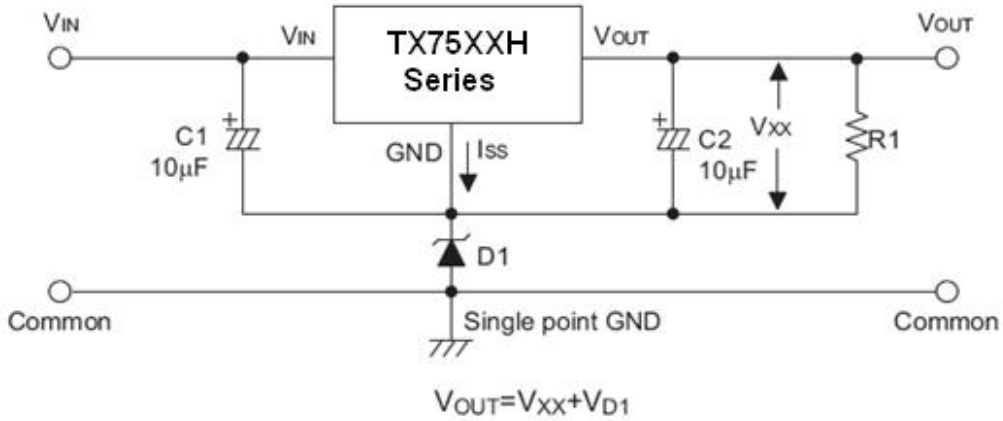 VIN
VIN
TX75XXH
Series
VOUT
VOUT
C1
10μF
GND
ISS
C2
10μF
VXX
R1
D1
Common
Single point GND
Common
VOUT=VXX+VD1